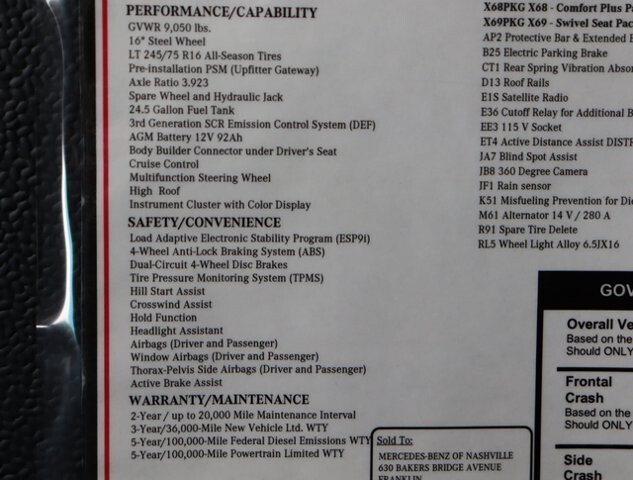 PERFORMANCE/CAPABILITY
GVWR 9,050 lbs.
16" Steel Wheel
LT 245/75 R16 All-Season Tires
Pre-installation PSM (Upfitter Gateway)
Axle Ratio 3.923
Spare Wheel and Hydraulic Jack
24.5 Gallon Fuel Tank
3rd Generation SCR Emission Control System (DEF)
AGM Battery 12V 92Ah
Body Builder Connector under Driver's Seat
Cruise Control
Multifunction Steering Wheel
High Roof
Instrument Cluster with Color Display
SAFETY/CONVENIENCE
Load Adaptive Electronic Stability Program (ESP9i)
4-Wheel Anti-Lock Braking System (ABS)
Dual-Circuit 4-Wheel Disc Brakes
Tire Pressure Monitoring System (TPMS)
Hill Start Assist
Crosswind Assist
Hold Function
Headlight Assistant
Airbags (Driver and Passenger)
Window Airbags (Driver and Passenger)
Thorax-Pelvis Side Airbags (Driver and Passenger)
Active Brake Assist
WARRANTY/MAINTENANCE
2-Year / up to 20,000 Mile Maintenance Interval
3-Year/36,000-Mile New Vehicle Ltd. WTY
5-Year/100,000-Mile Federal Diesel Emissions WTY
5-Year/100,000-Mile Powertrain Limited WTY
X68PKG X68 - Comfort Plus
X69PKG X69 - Swivel Seat
AP2 Protective Bar & Extended
B25 Electric Parking Brake
CT1 Rear Spring Vibration
D13 Roof Rails
E1S Satellite Radio
E36 Cutoff Relay for Additional
EE3 115 V Socket
ET4 Active Distance Assist
JA7 Blind Spot Assist
JB8 360 Degree Camera
JF1 Rain sensor
K51 Misfueling Prevention for
M61 Alternator 14 V / 280 A
R91 Spare Tire Delete
RL5 Wheel Light Alloy 6.5JX16
Sold To:
MERCEDES-BENZ OF NASHVILLE
630 BAKERS BRIDGE AVENUE
FRANKLIN
Overall
Based on the
Should ONLY
Frontal
Crash
Based on the
Should ONLY
Side
Crash